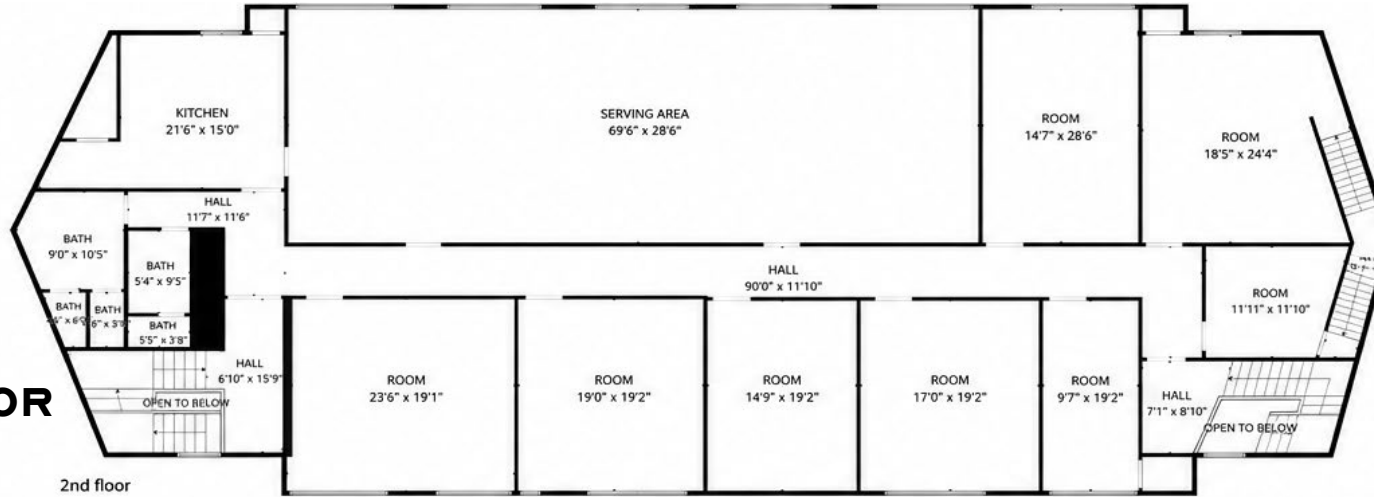 KITCHEN
21'6" x 15'0"
SERVING AREA
69'6" x 28'6"
ROOM
14'7" x 28'6"
ROOM
18'5" x 24'4"
HALL
11'7" x 11'6"
BATH
9'0" x 10'5"
BATH
5'4" x 9'5"
BATH
BATH
BATH
5'5" x 3'8"
HALL
90'0" x 11'10"
ROOM
11'11" x 11'10"
HALL
6'10" x 15'9"
OPEN TO BELOW
ROOM
23'6" x 19'1"
ROOM
19'0" x 19'2"
ROOM
14'9" x 19'2"
ROOM
17'0" x 19'2"
ROOM
9'7" x 19'2"
HALL
7'1" x 8'10"
OPEN TO BELOW
OR
2nd floor